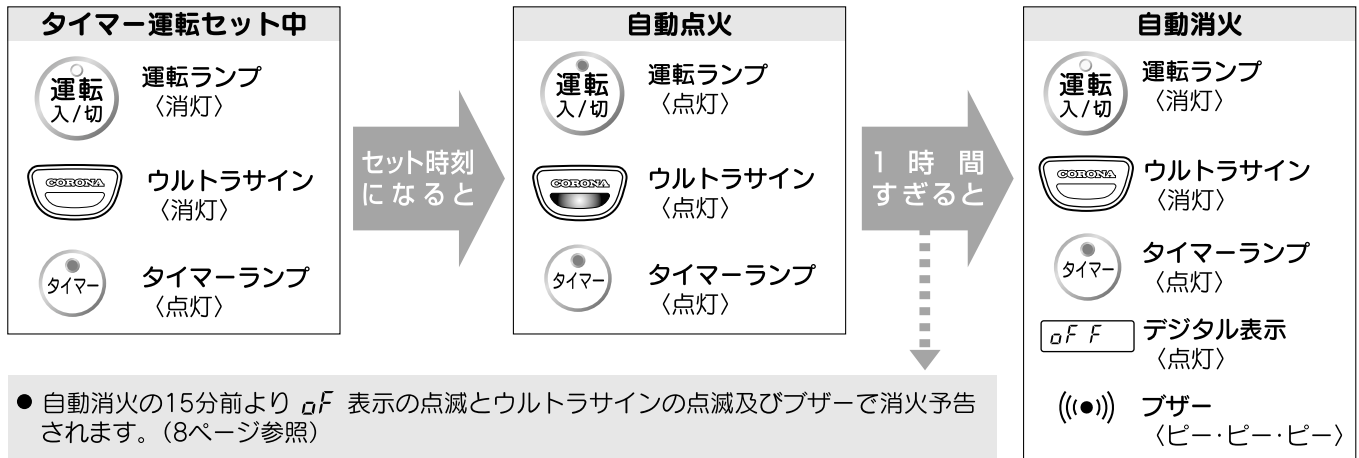 タイマー運転セット中
運転
入/切
運転ランプ
〈消灯〉
CORONA
ウルトラサイン
〈消灯〉
タイマー
タイマーランプ
〈点灯〉
セット時刻
になると
自動点火
運転
入/切
運転ランプ
〈点灯〉
CORONA
ウルトラサイン
〈点灯〉
タイマー
タイマーランプ
〈点灯〉
1時間
すぎると
自動消火
運転
入/切
運転ランプ
〈消灯〉
CORONA
ウルトラサイン
〈消灯〉
タイマー
タイマーランプ
〈点灯〉
oFF
デジタル表示
〈点灯〉
ブザー
〈ピー・ピー・ピー〉
● 自動消火の15分前より oF 表示の点滅とウルトラサインの点滅及びブザーで消火予告
されます。(8ページ参照)